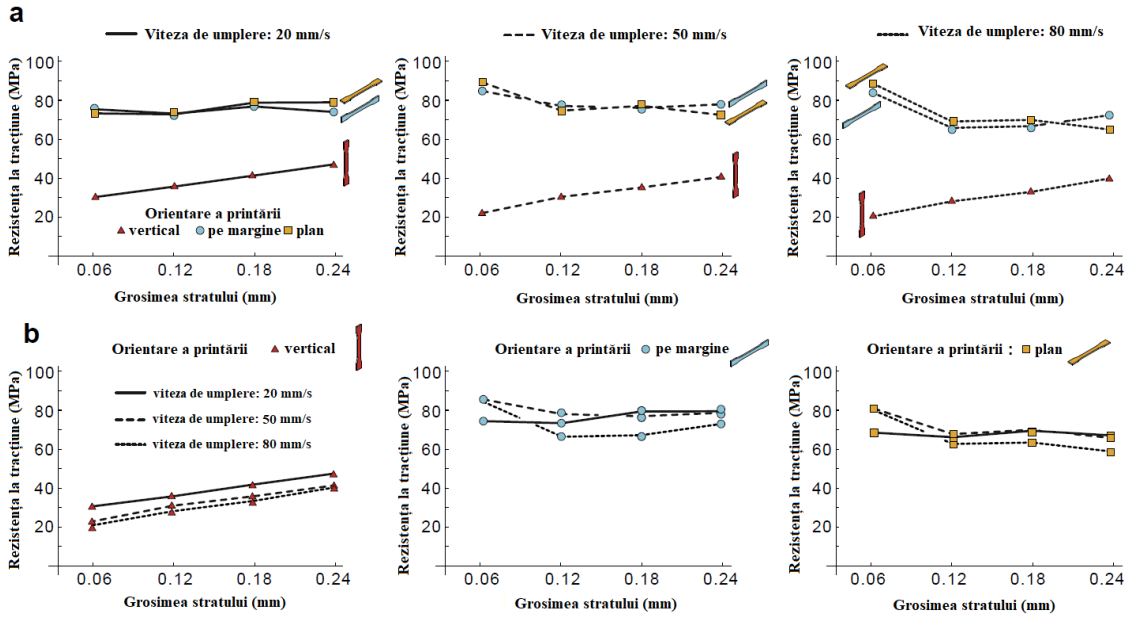 a
Viteza de umplere: 20 mm/s
Rezistența la tracțiune (MPa)
100
80
60
40
20
Orientare a printării
vertical pe margine plan
0.06 0.12 0.18 0.24
Grosimea stratului (mm)
Viteza de umplere: 50 mm/s
Rezistența la tracțiune (MPa)
100
80
60
40
20
0.06 0.12 0.18 0.24
Grosimea stratului (mm)
Viteza de umplere: 80 mm/s
Rezistența la tracțiune (MPa)
100
80
60
40
20
0.06 0.12 0.18 0.24
Grosimea stratului (mm)
b
Orientare a printării vertical
Rezistența la tracțiune (MPa)
100
80
60
40
20
viteza de umplere: 20 mm/s
viteza de umplere: 50 mm/s
viteza de umplere: 80 mm/s
0.06 0.12 0.18 0.24
Grosimea stratului (mm)
Orientare a printării pe margine
Rezistența la tracțiune (MPa)
100
80
60
40
20
0.06 0.12 0.18 0.24
Grosimea stratului (mm)
Orientare a printării : plan
Rezistența la tracțiune (MPa)
100
80
60
40
20
0.06 0.12 0.18 0.24
Grosimea stratului (mm)